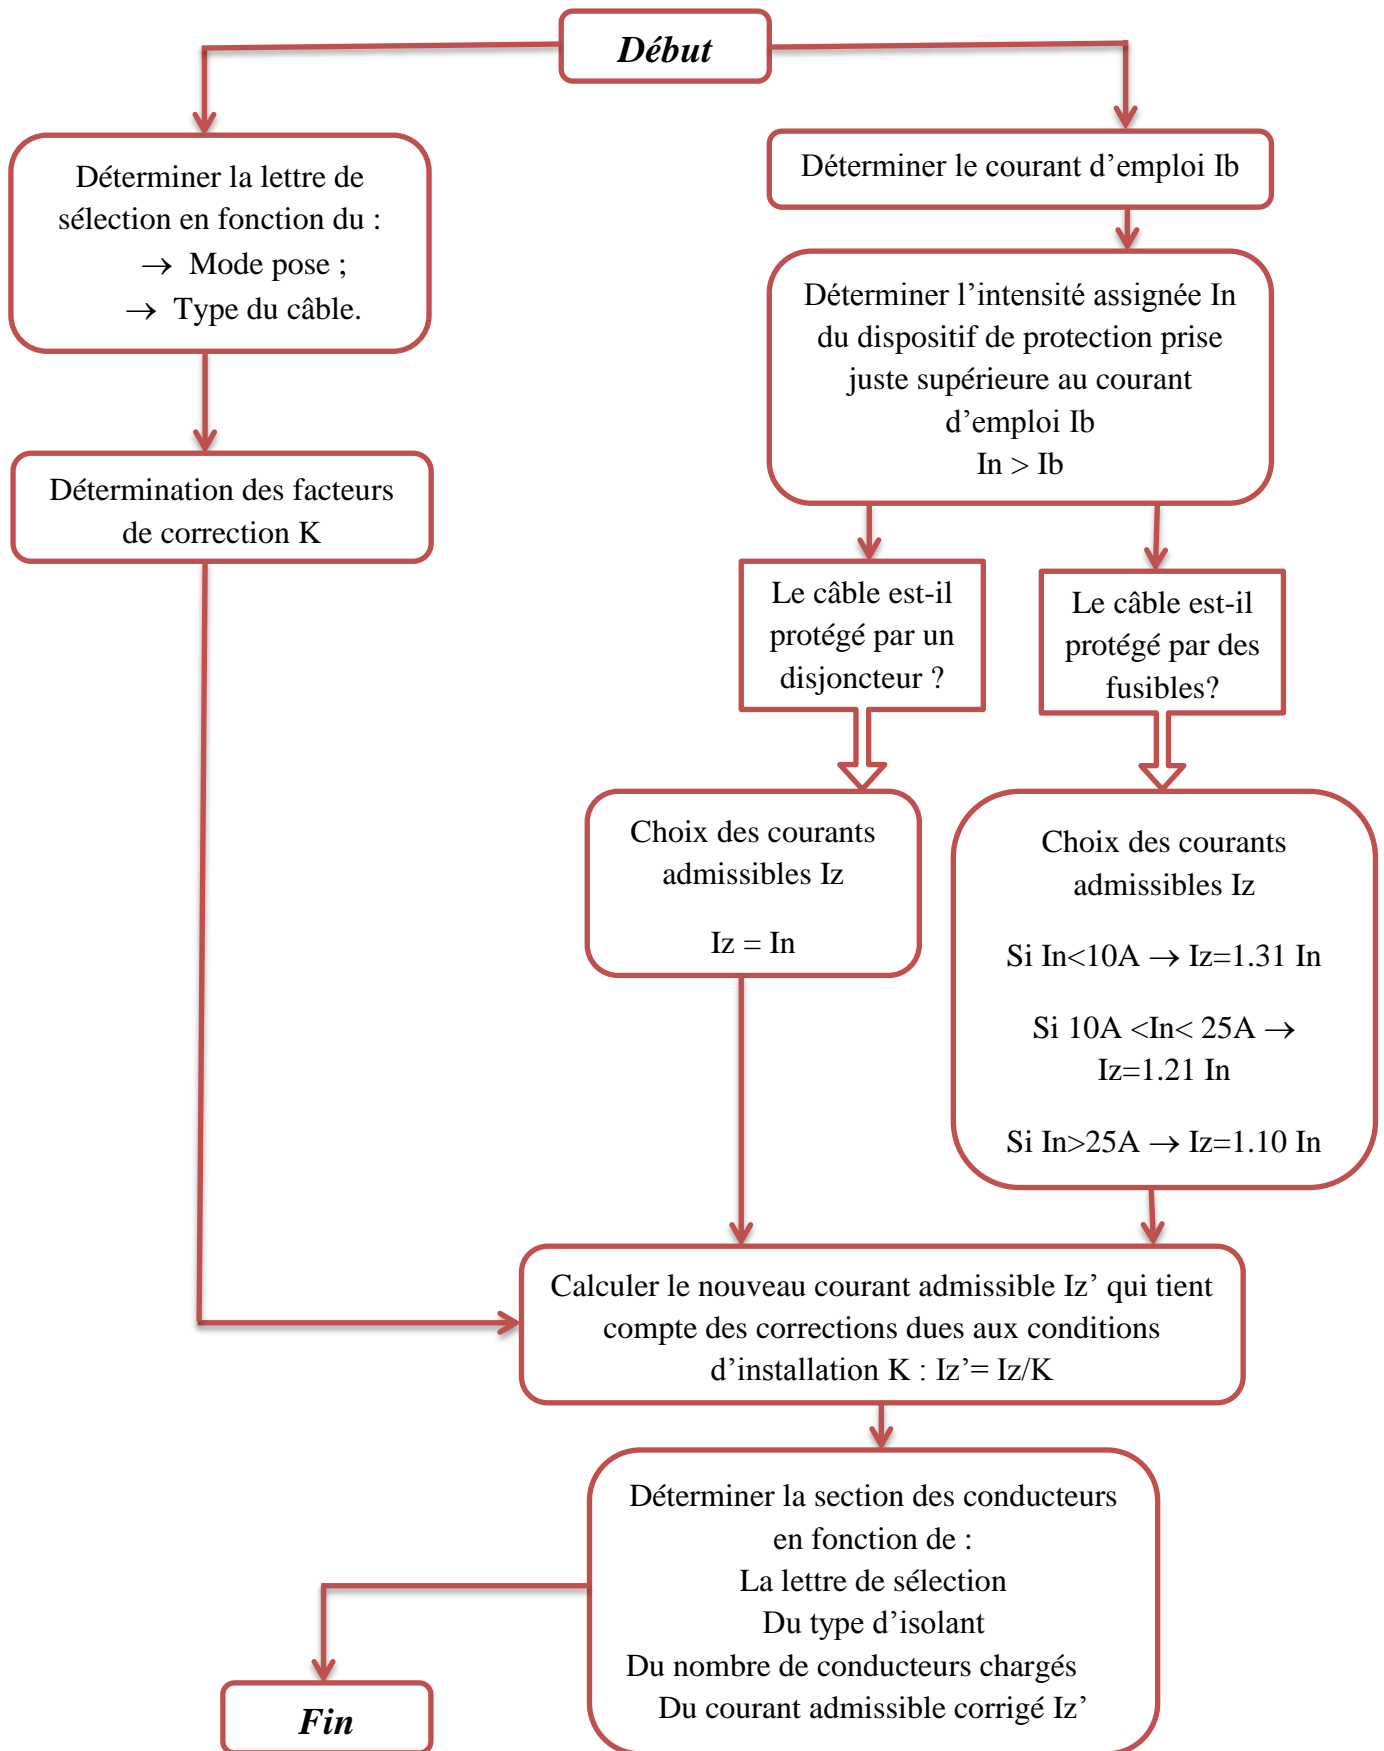 Début
Déterminer la lettre de
sélection en fonction du :
→ Mode pose ;
→ Type du câble.
Détermination des facteurs
de correction K
Déterminer le courant d’emploi Ib
Déterminer l’intensité assignée In
du dispositif de protection prise
juste supérieure au courant
d’emploi Ib
In > Ib
Le câble est-il
protégé par un
disjoncteur ?
Le câble est-il
protégé par des
fusibles?
Choix des courants
admissibles Iz
Iz = In
Choix des courants
admissibles Iz
Si In<10A → Iz=1.31 In
Si 10A <In< 25A →
Iz=1.21 In
Si In>25A → Iz=1.10 In
Calculer le nouveau courant admissible Iz’ qui tient
compte des corrections dues aux conditions
d’installation K : Iz’= Iz/K
Déterminer la section des conducteurs
en fonction de :
La lettre de sélection
Du type d’isolant
Du nombre de conducteurs chargés
Du courant admissible corrigé Iz’
Fin